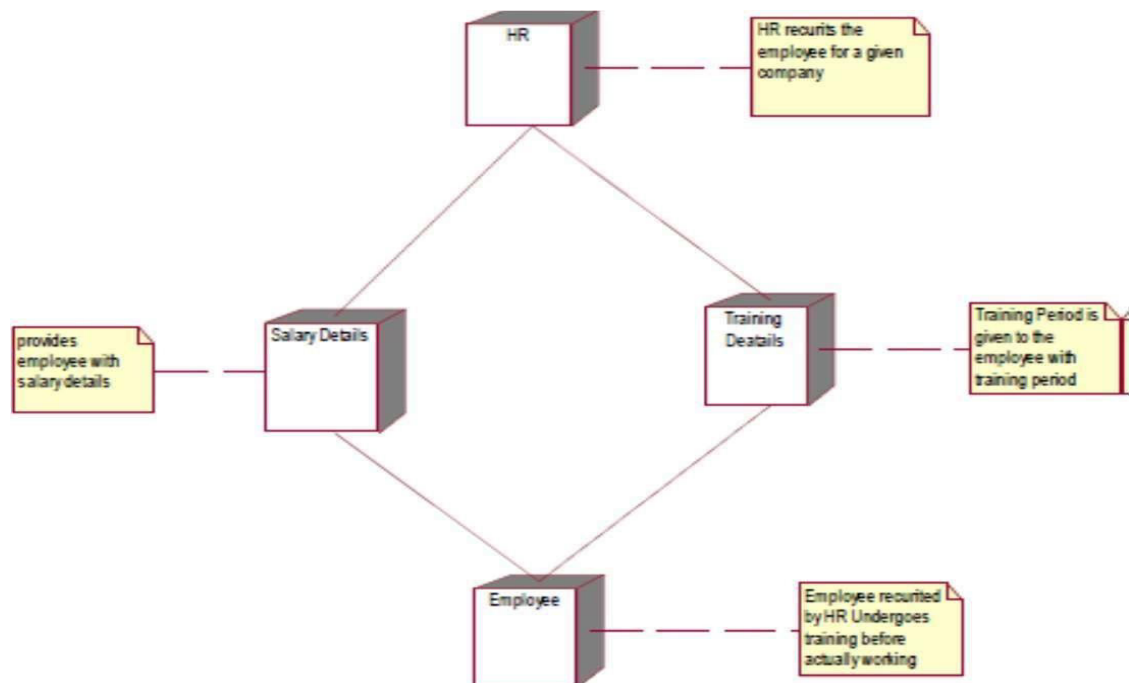 HR
HR recurits the
employee for a given
company
Salary Details
Training
Deatails
provides
employee with
salary details
Training Period is
given to the
employee with
training period
Employee
Employee recurited
by HR Undergoes
training before
actually working